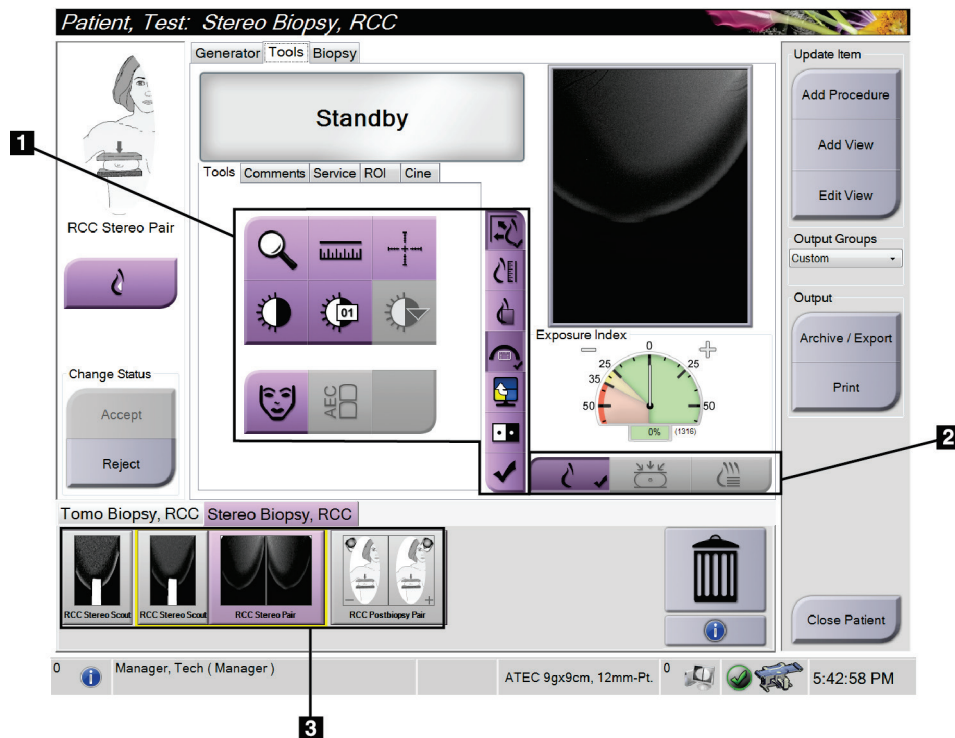 Patient, Test: Stereo Biopsy, RCC
Generator Tools Biopsy
Standby
Tools Comments Service ROI Cine
1
RCC Stereo Pair
01
AEC
Change Status
Accept
Reject
Exposure Index
0
25 25
35
50 50
0% (1316)
2
Update Item
Add Procedure
Add View
Edit View
Output Groups
Custom
Output
Archive / Export
Print
Tomo Biopsy, RCC Stereo Biopsy, RCC
RCC Stereo Scout RCC Stereo Scout RCC Stereo Pair RCC Postbiopsy Pair
Close Patient
0 Manager, Tech ( Manager ) ATEC 9gx9cm, 12mm-Pt. 0 5:42:58 PM
3